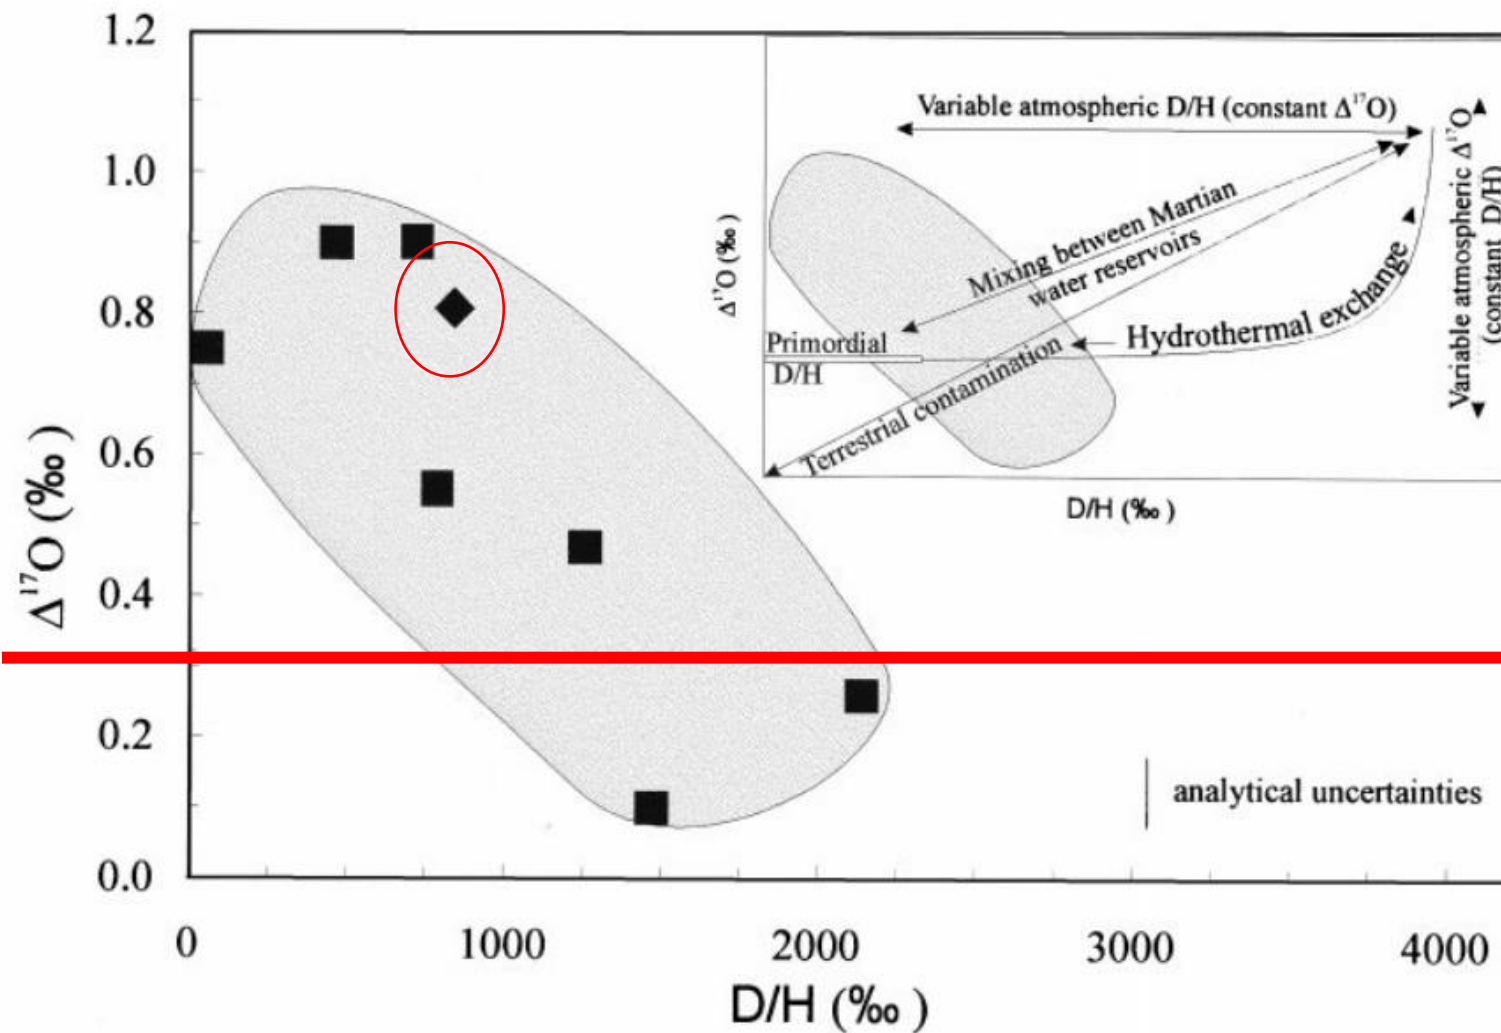 1.2
1.0
0.8
0.6
0.4
0.2
0.0
Δ¹⁷O (‰)
0
1000
2000
3000
4000
D/H (‰)
analytical uncertainties
Variable atmospheric D/H (constant Δ¹⁷O)
Mixing between Martian
water reservoirs
Hydrothermal exchange
Primordial
D/H
Terrestrial contamination
Δ¹⁷O (‰)
D/H (‰)
Variable atmospheric Δ¹⁷O
(constant D/H)